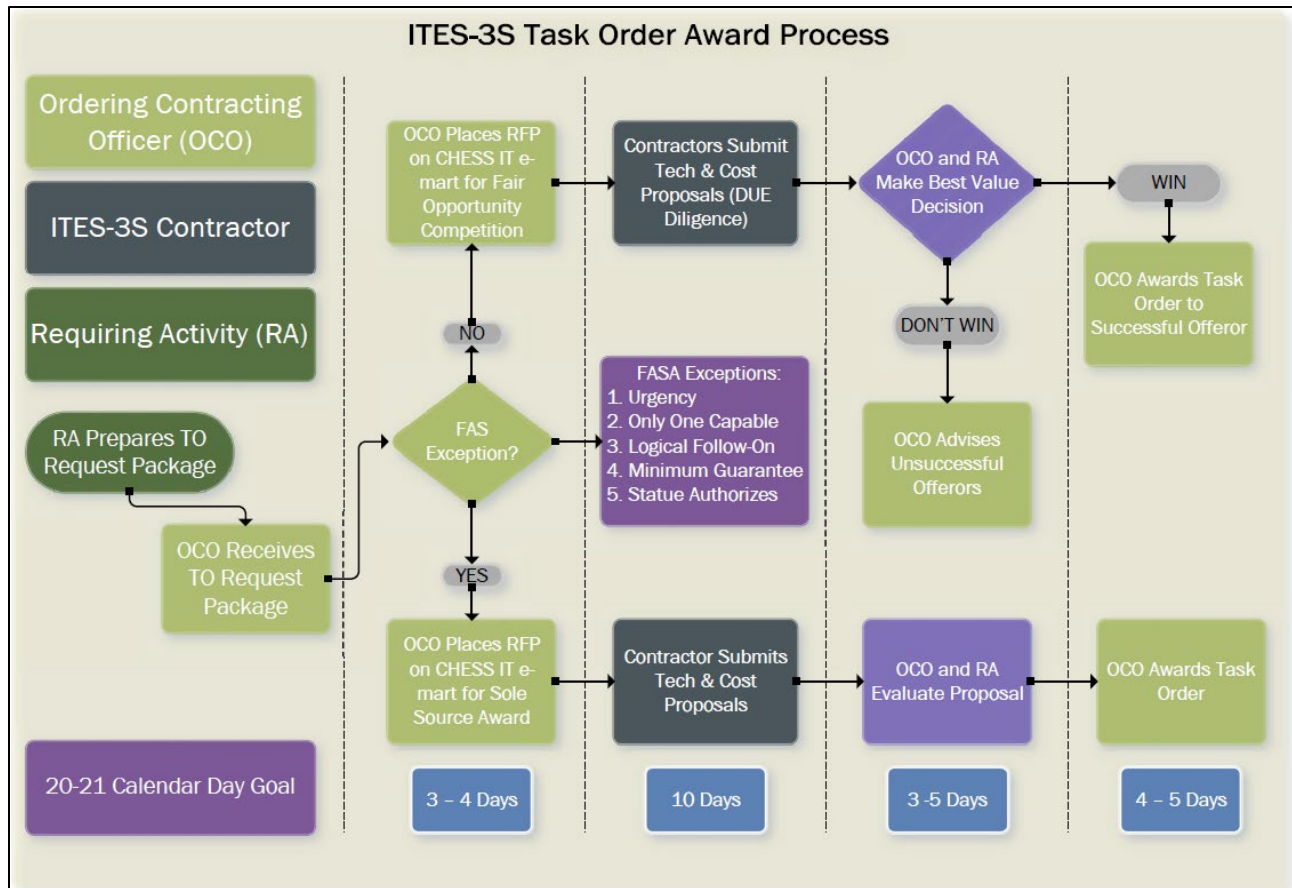 ITES-3S Task Order Award Process
Ordering Contracting
Officer (OCO)
ITES-3S Contractor
Requiring Activity (RA)
RA Prepares TO
Request Package
OCO Receives
TO Request
Package
20-21 Calendar Day Goal
OCO Places RFP
on CHESS IT e-
mart for Fair
Opportunity
Competition
NO
FAS
Exception?
YES
OCO Places RFP
on CHESS IT e-
mart for Sole
Source Award
3 – 4 Days
Contractors Submit
Tech & Cost
Proposals (DUE
Diligence)
FASA Exceptions:
1. Urgency
2. Only One Capable
3. Logical Follow-On
4. Minimum Guarantee
5. Statue Authorizes
Contractor Submits
Tech & Cost
Proposals
10 Days
OCO and RA
Make Best Value
Decision
DON'T WIN
OCO Advises
Unsuccessful
Offerors
OCO and RA
Evaluate Proposal
3 -5 Days
WIN
OCO Awards Task
Order to
Successful Offeror
OCO Awards Task
Order
4 – 5 Days